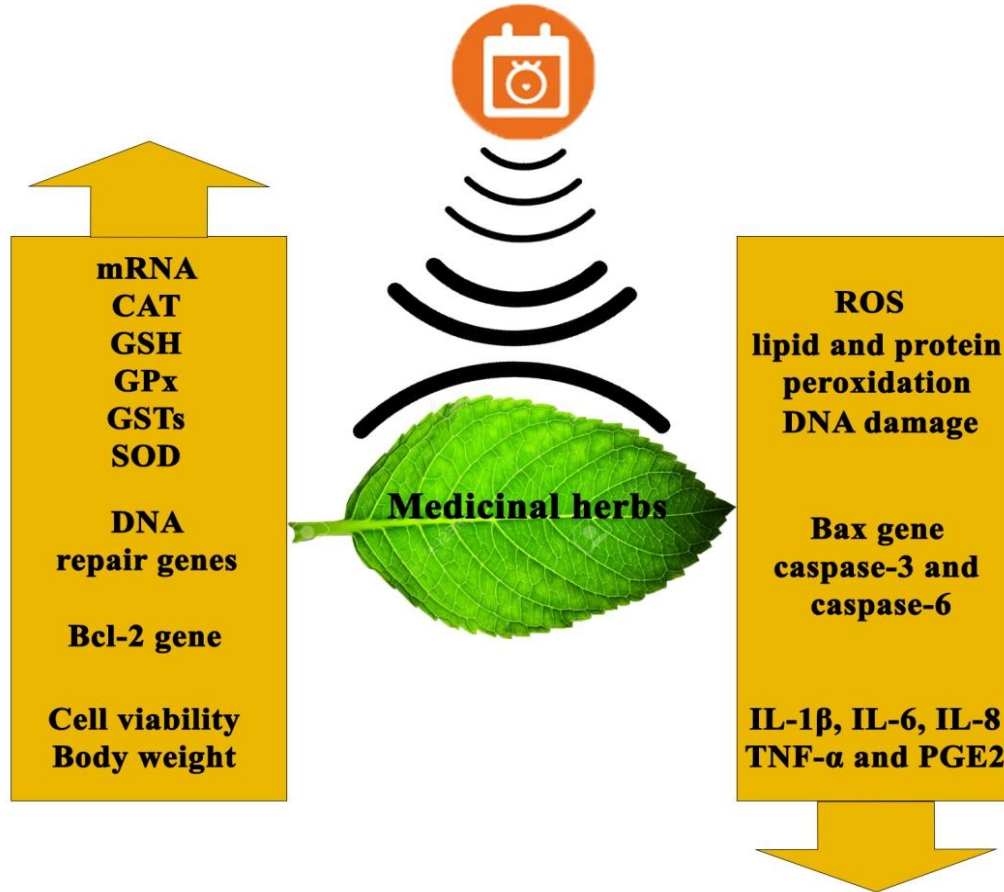 mRNA
CAT
GSH
GPx
GSTs
SOD
DNA
repair genes
Bcl-2 gene
Cell viability
Body weight
Medicinal herbs
ROS
lipid and protein
peroxidation
DNA damage
Bax gene
caspase-3 and
caspase-6
IL-1β, IL-6, IL-8
TNF-α and PGE2